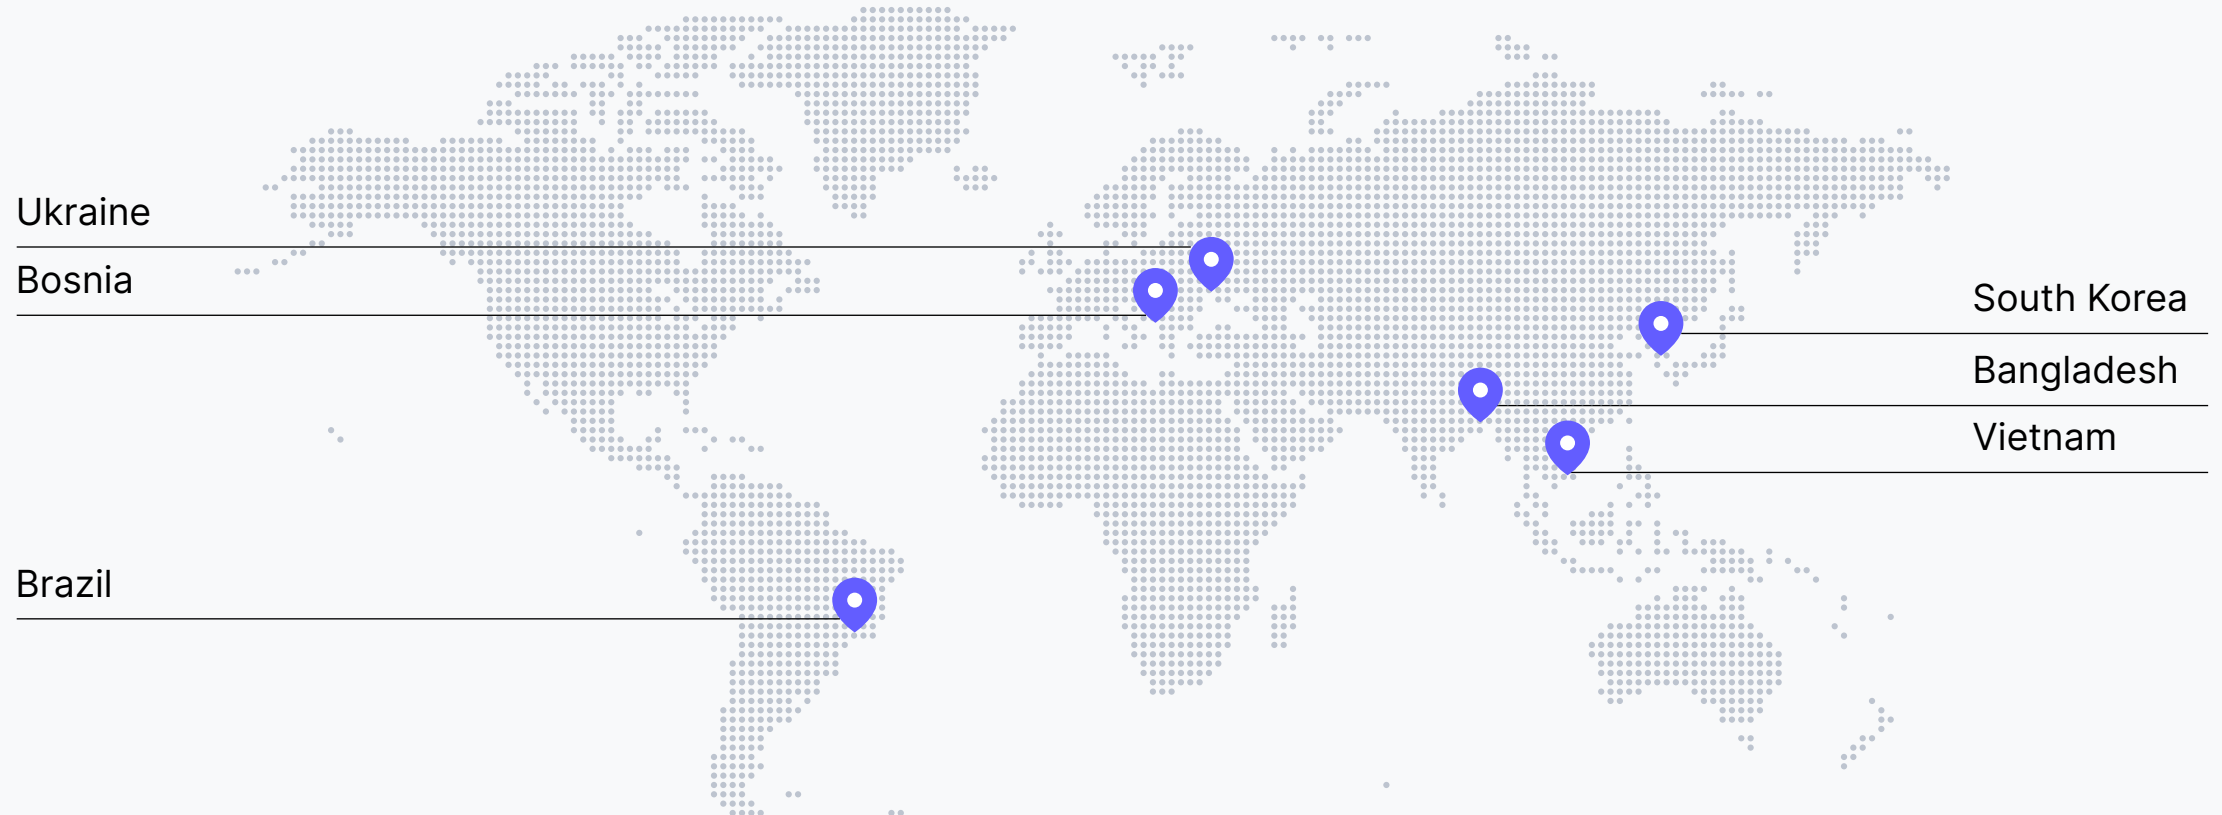 Ukraine
Bosnia
Brazil
South Korea
Bangladesh
Vietnam